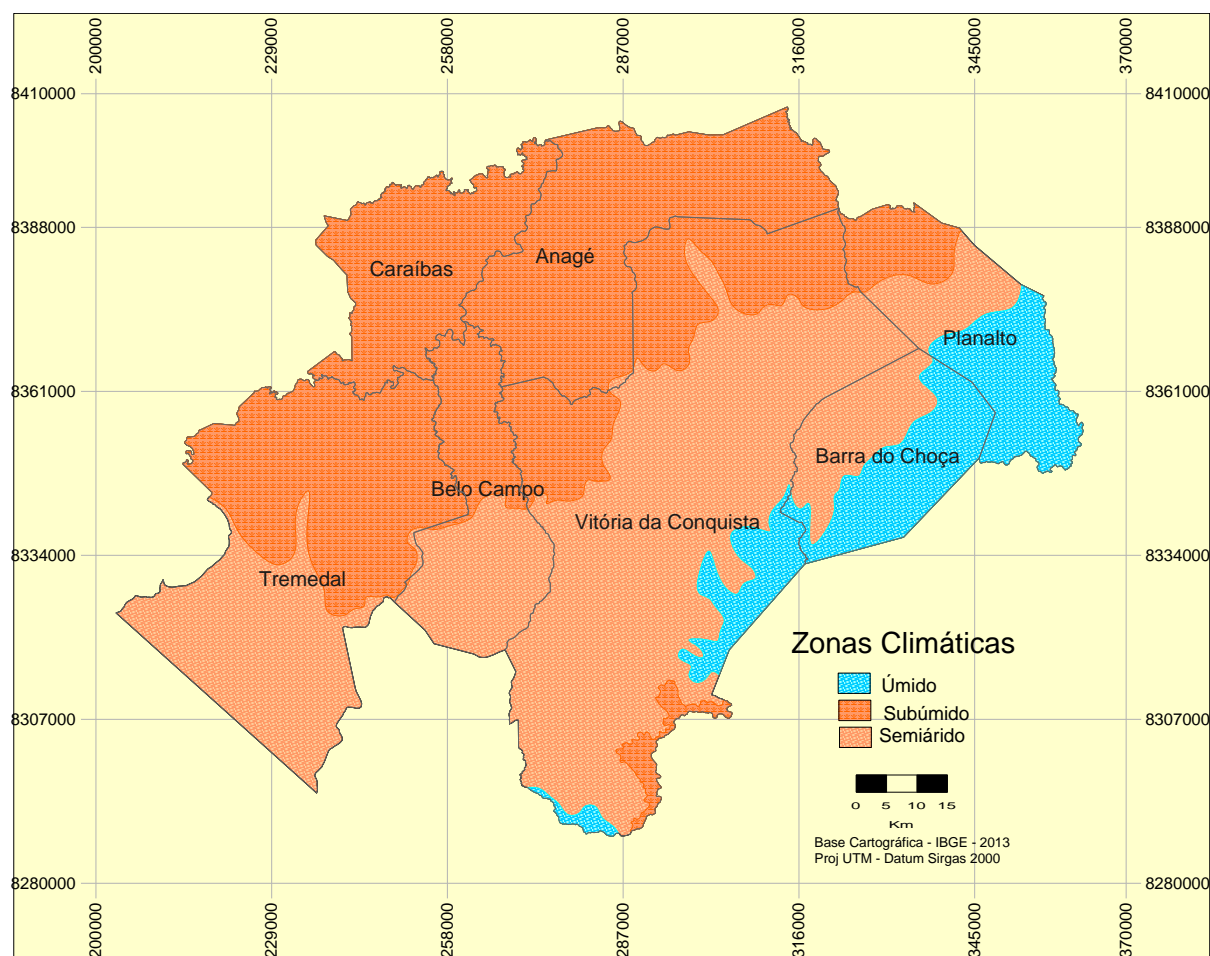 200000
229000
258000
287000
316000
345000
370000
8410000
8410000
8388000
8388000
Caraíbas
Anagé
Planalto
8361000
8361000
Barra do Choça
Belo Campo
Vitória da Conquista
8334000
8334000
Tremedal
Zonas Climáticas
Úmido
Subúmido
Semiárido
8307000
8307000
0 5 10 15
Km
Base Cartográfica - IBGE - 2013
Proj UTM - Datum Sirgas 2000
8280000
8280000
200000
229000
258000
287000
316000
345000
370000